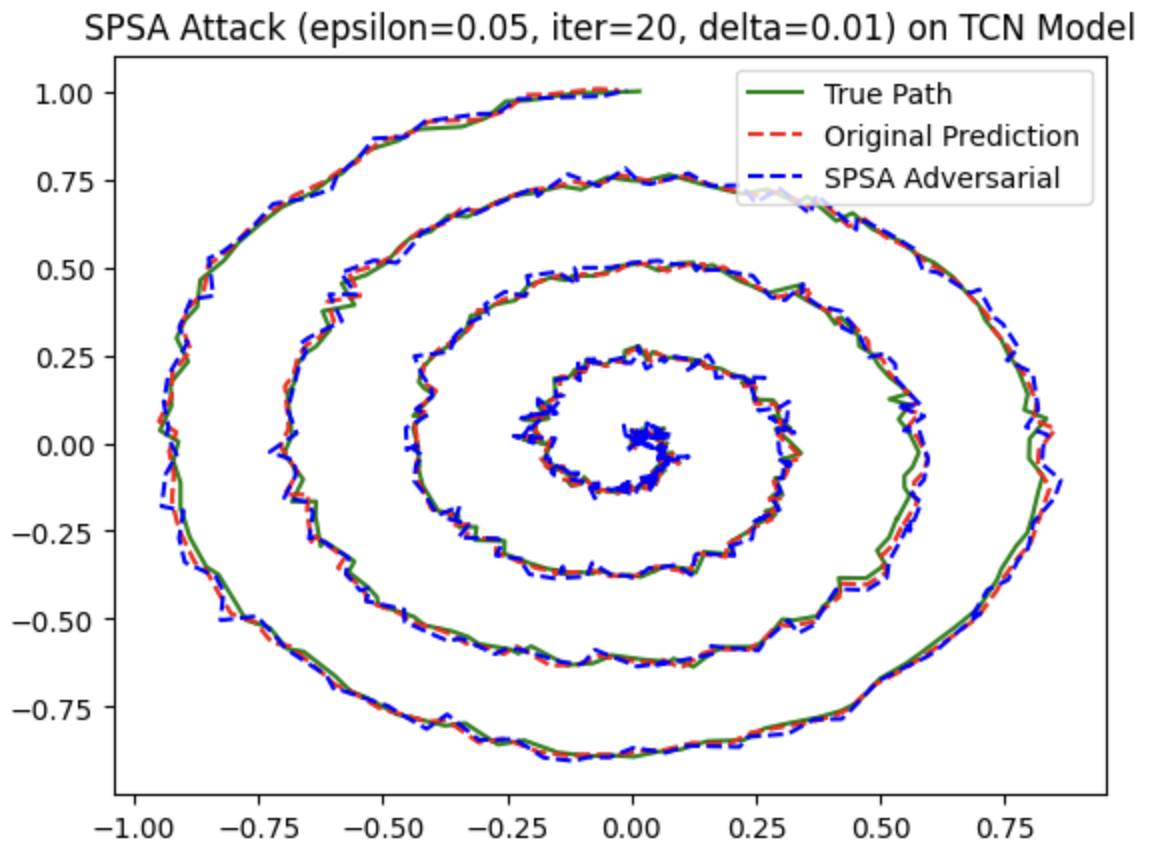 SPSA Attack (epsilon=0.05, iter=20, delta=0.01) on TCN Model
True Path
Original Prediction
SPSA Adversarial
1.00
0.75
0.50
0.25
0.00
−0.25
−0.50
−0.75
−1.00 −0.75 −0.50 −0.25 0.00 0.25 0.50 0.75